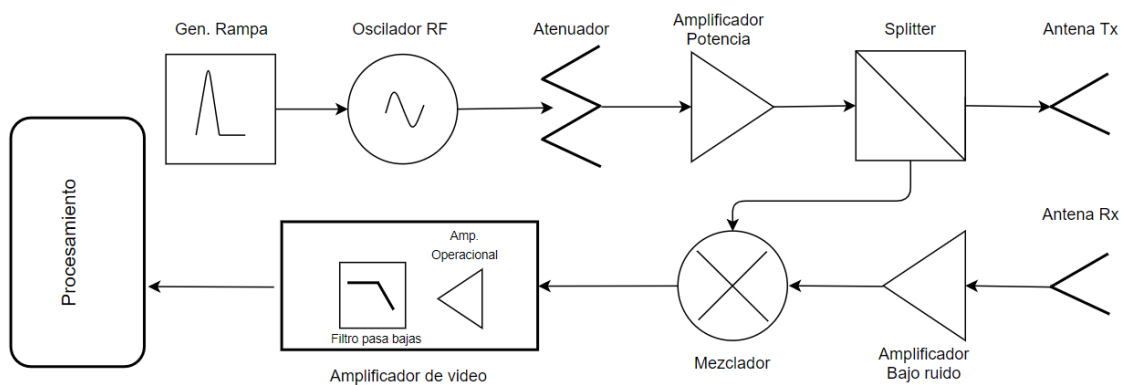 Gen. Rampa
Oscilador RF
Atenuador
Amplificador
Potencia
Splitter
Antena Tx
Procesamiento
Amp.
Operacional
Filtro pasa bajas
Amplificador de video
Mezclador
Amplificador
Bajo ruido
Antena Rx